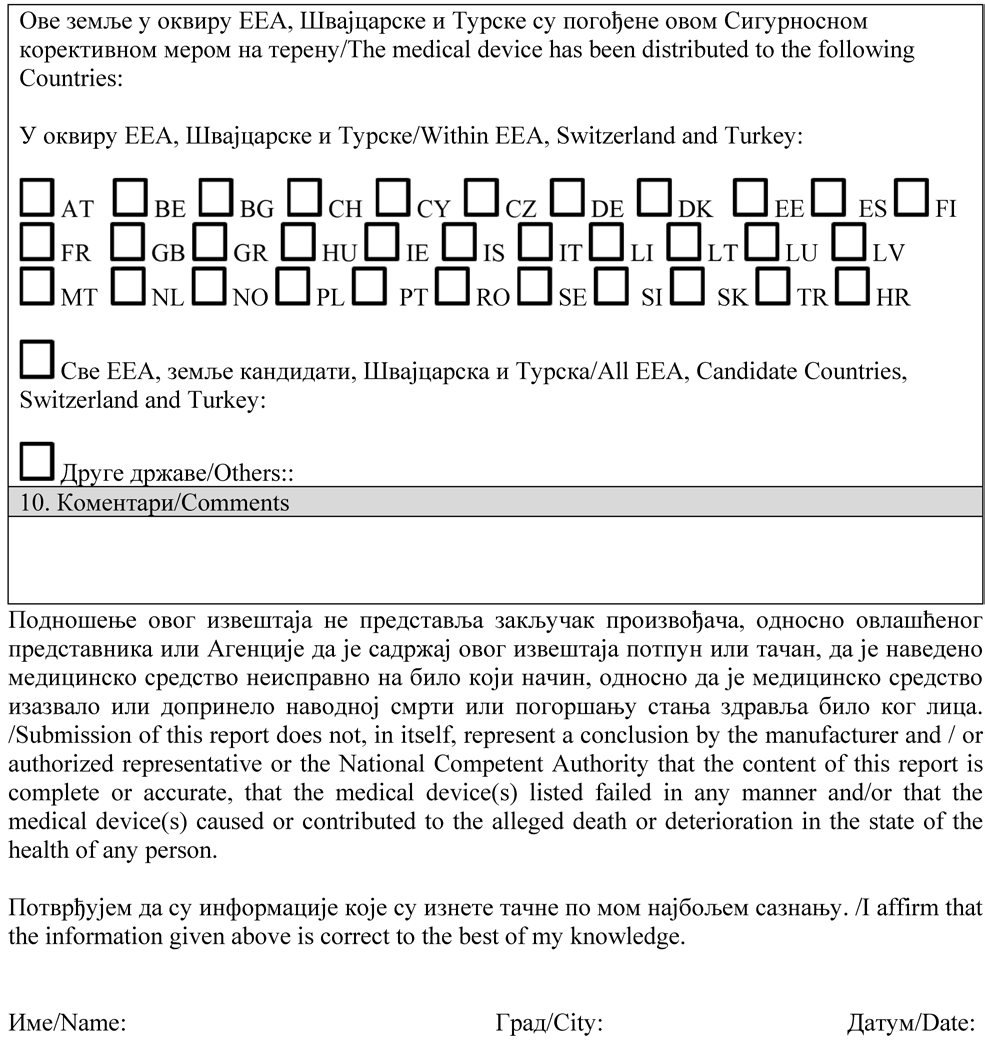 Ове земље у оквиру ЕЕА, Швајцарске и Турске су погођене овом Сигурносном
корективном мером на терену/The medical device has been distributed to the following
Countries:
У оквиру ЕЕА, Швајцарске и Турске/Within EEA, Switzerland and Turkey:
☐ AT ☐ BE ☐ BG ☐ CH ☐ CY ☐ CZ ☐ DE ☐ DK ☐ EE ☐ ES ☐ FI
☐ FR ☐ GB ☐ GR ☐ HU ☐ IE ☐ IS ☐ IT ☐ LI ☐ LT ☐ LU ☐ LV
☐ MT ☐ NL ☐ NO ☐ PL ☐ PT ☐ RO ☐ SE ☐ SI ☐ SK ☐ TR ☐ HR
☐ Све ЕЕА, земље кандидати, Швајцарска и Турска/All EEA, Candidate Countries,
Switzerland and Turkey:
☐ Друге државе/Others::
10. Коментари/Comments
Подношење овог извештаја не представља закључак произвођача, односно овлашћеног
представника или Агенције да је садржај овог извештаја потпун или тачан, да је наведено
медицинско средство неисправно на било који начин, односно да је медицинско средство
изазвало или допринело наводној смрти или погоршању стања здравља било ког лица.
/Submission of this report does not, in itself, represent a conclusion by the manufacturer and / or
authorized representative or the National Competent Authority that the content of this report is
complete or accurate, that the medical device(s) listed failed in any manner and/or that the
medical device(s) caused or contributed to the alleged death or deterioration in the state of the
health of any person.
Потврђујем да су информације које су изнете тачне по мом најбољем сазнању. /I affirm that
the information given above is correct to the best of my knowledge.
Име/Name: Град/City: Датум/Date: